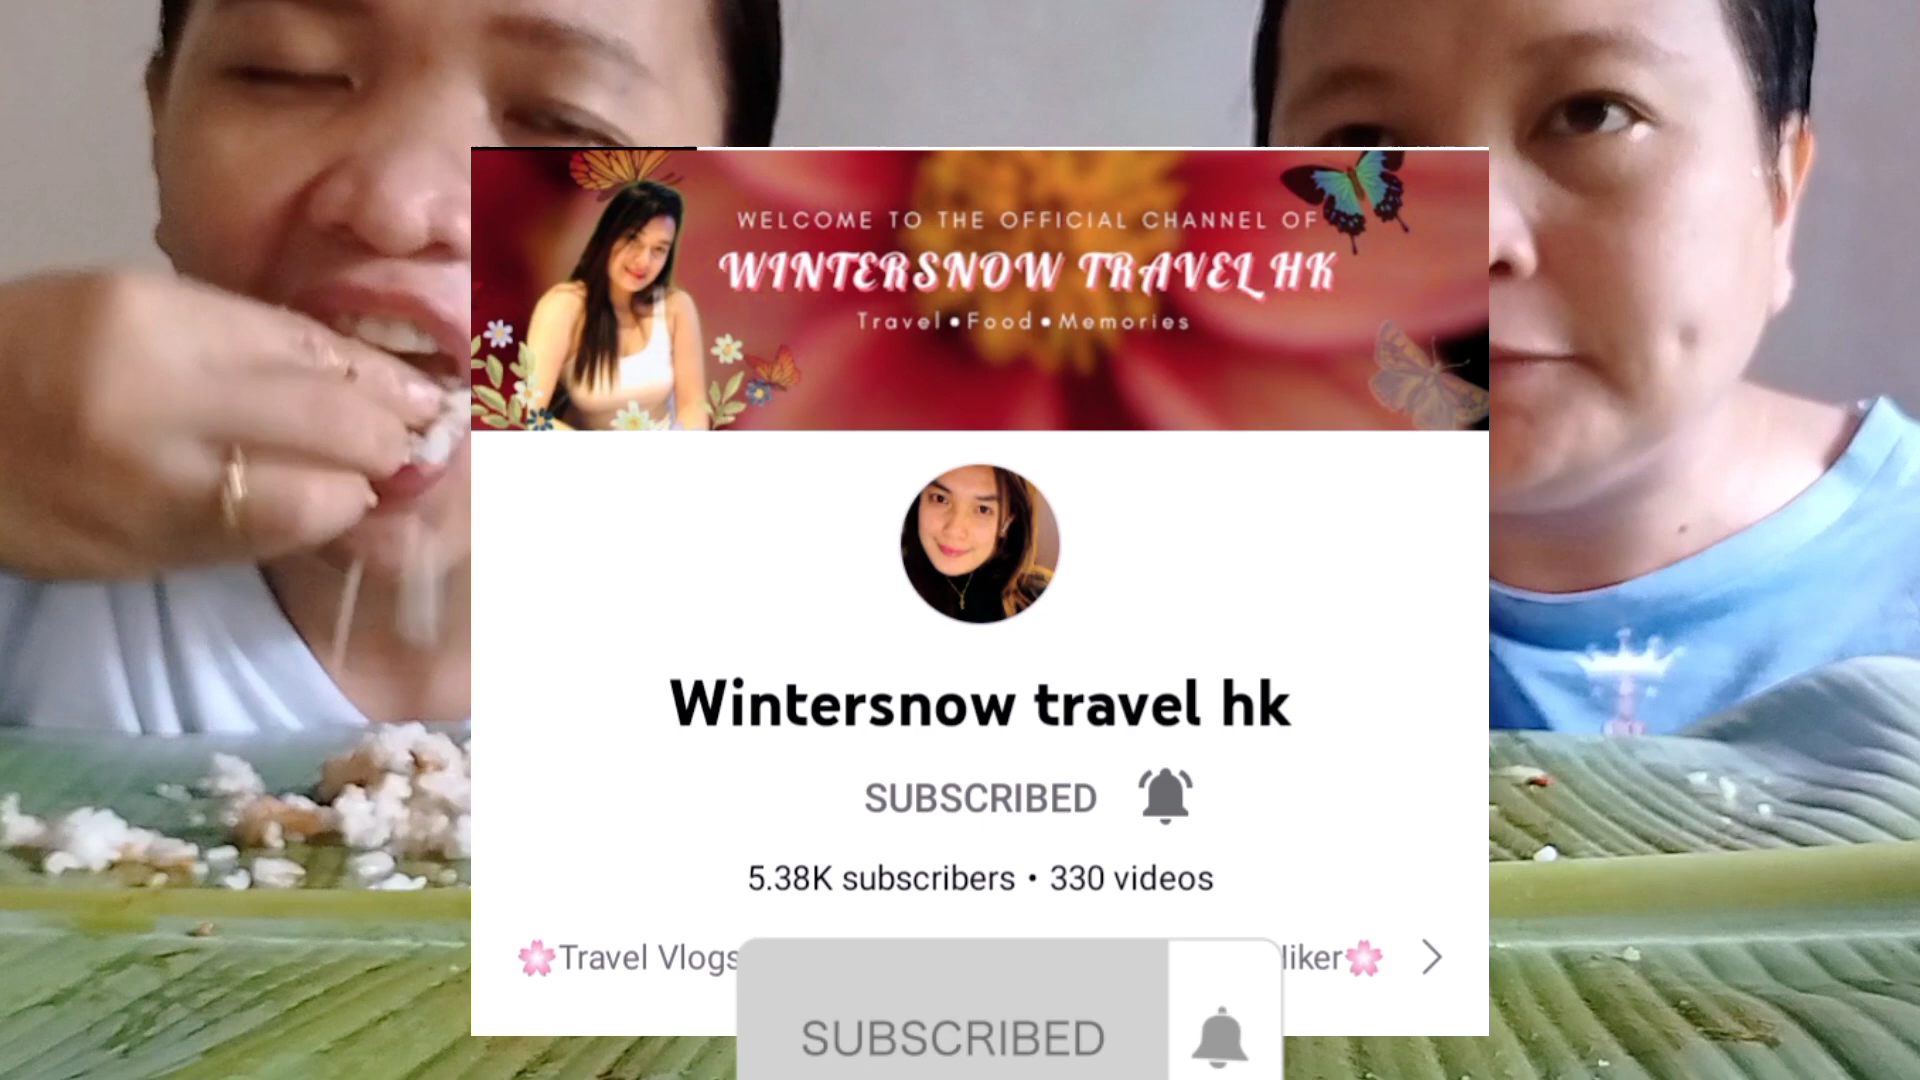 WELCOME TO THE OFFICIAL CHANNEL OF
WINTERSNOW TRAVEL HK
Travel • Food • Memories
Wintersnow travel hk
SUBSCRIBED
5.38K subscribers • 330 videos
🌸Travel Vlogs
🌸
SUBSCRIBED